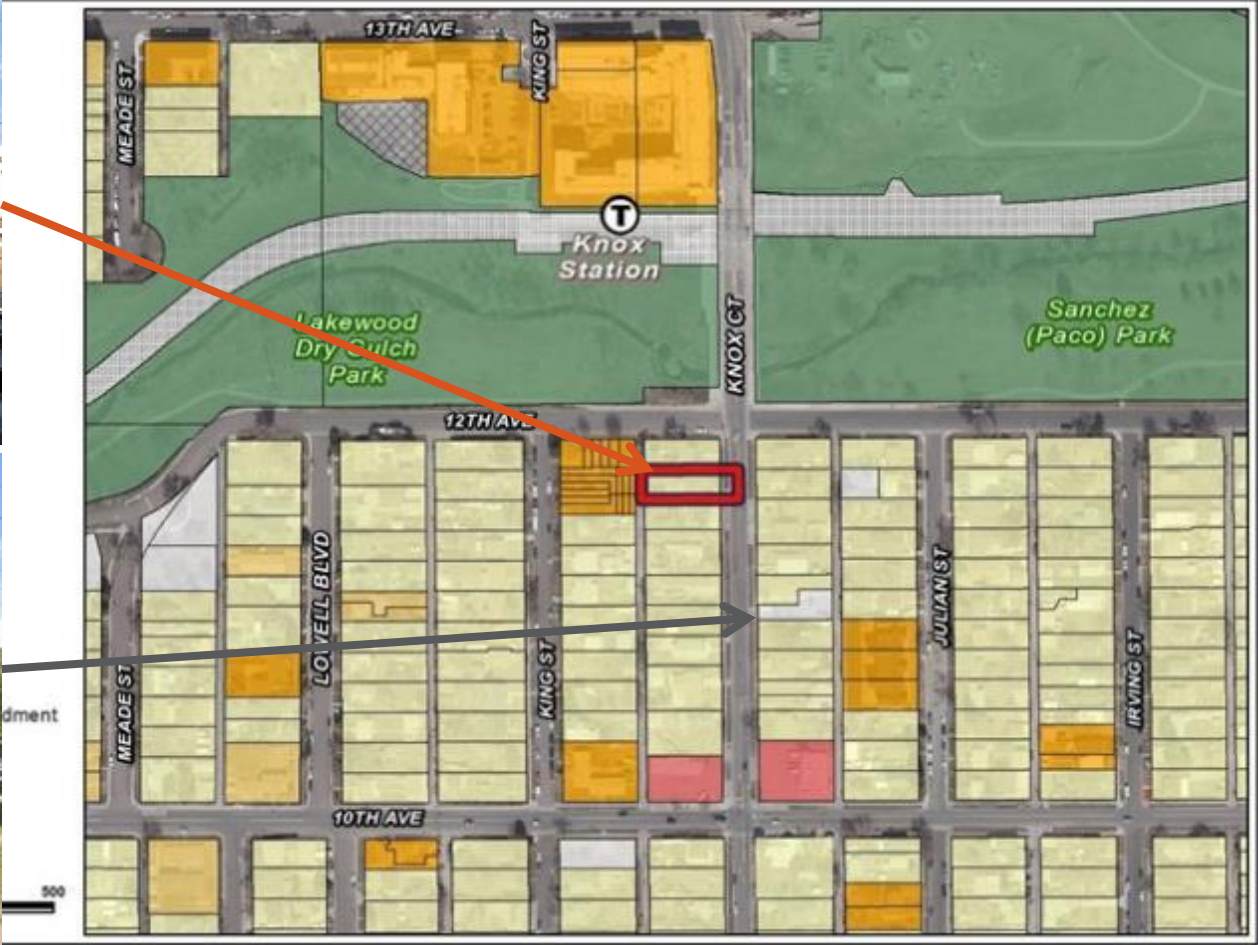 13TH AVE
KING ST
MEADE ST
T
Knox
Station
KNOX CT
Lakewood
Dry Gulch
Park
Sanchez
(Paco) Park
12TH AVE
LOWELL BLVD
JULIAN ST
KING ST
IRVING ST
MEADE ST
dment
10TH AVE
500